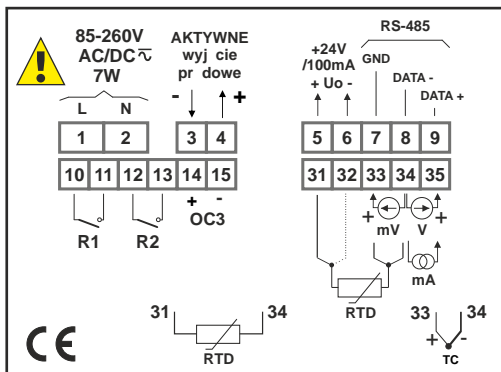 85-260V
AC/DC
7W
L N
1 2
AKTYWNE
wyj cie
pr dowe
- +
3 4
10 11 12 13 14 15
R1 R2
+ -
OC3
RS-485
+24V
/100mA
+ Uo -
GND
DATA -
DATA +
5 6 7 8 9
31 32 33 34 35
+ mV V +
mA
RTD
31 34
RTD
33 34
+ -
TC
CE